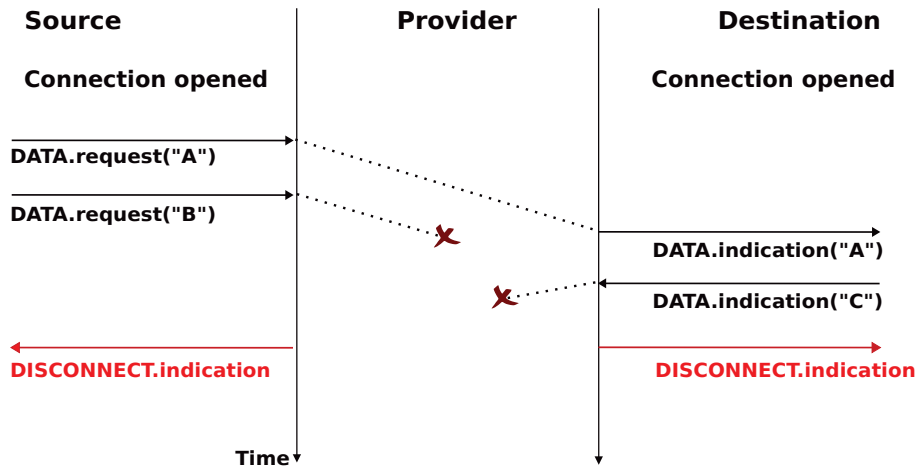 Source
Provider
Destination
Connection opened
Connection opened
DATA.request("A")
DATA.request("B")
DATA.indication("A")
DATA.indication("C")
DISCONNECT.indication
DISCONNECT.indication
Time